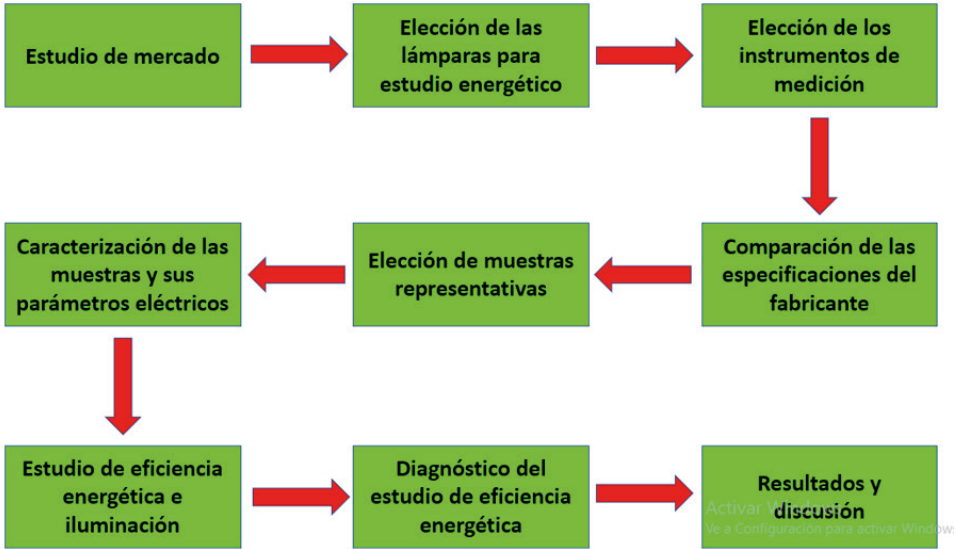 Estudio de mercado
Elección de las
lámparas para
estudio energético
Elección de los
instrumentos de
medición
Comparación de las
especificaciones del
fabricante
Elección de muestras
representativas
Caracterización de las
muestras y sus
parámetros eléctricos
Estudio de eficiencia
energética e
iluminación
Diagnóstico del
estudio de eficiencia
energética
Resultados y
discusión
Activar Windows
Ve a Configuración para activar Windows